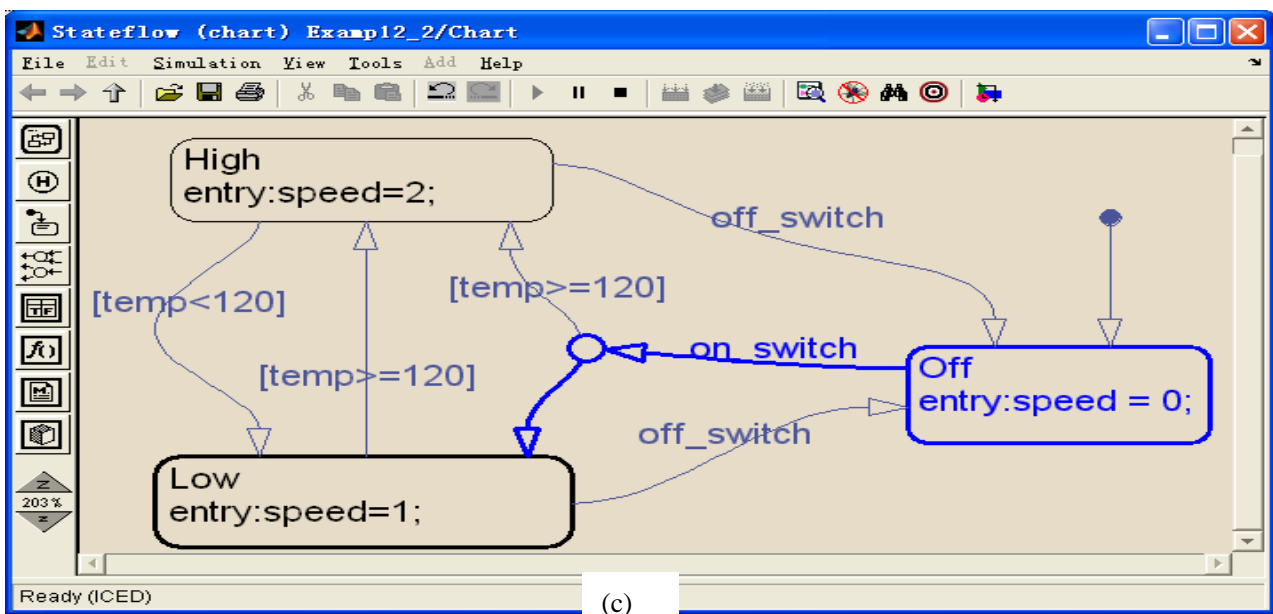 Stateflow (chart) Examp12_2/Chart
File Edit Simulation View Tools Add Help
High
entry:speed=2;
off_switch
[temp<120]
[temp>=120]
[temp>=120]
on_switch
Off
entry:speed = 0;
off_switch
Low
entry:speed=1;
203%
Ready (ICED)
(c)